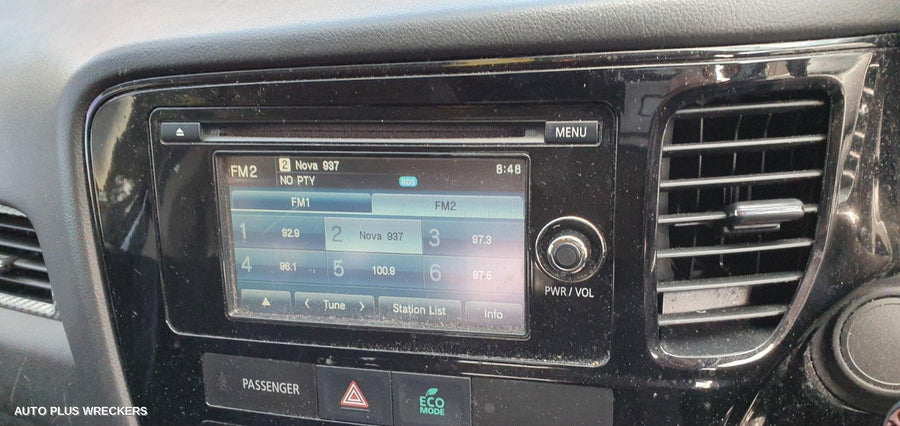 MENU
FM2 2 Nova 937 8:48
NO PTY RDS
FM1 FM2
1 92.9 2 Nova 937 3 97.3
4 96.1 5 100.9 6 87.5
< Tune > Station List Info
PWR / VOL
PASSENGER
ECO
MODE
AUTO PLUS WRECKERS